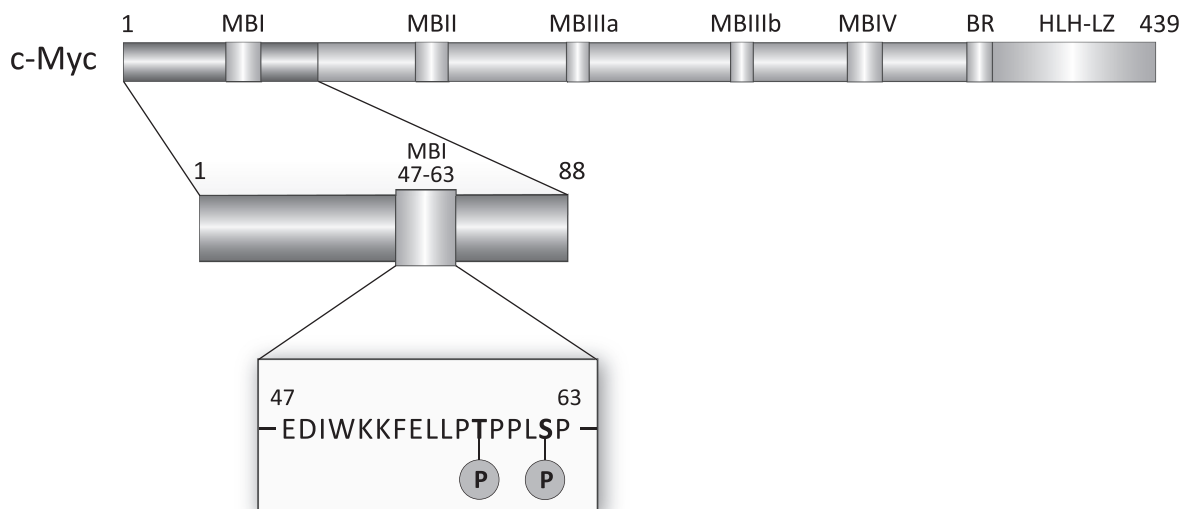 1 MBI MBII MBIIIa MBIIIb MBIV BR HLH-LZ 439
c-Myc
MBI
1 47-63 88
47 63
EDIWKKFELLPTPPLSP
P P